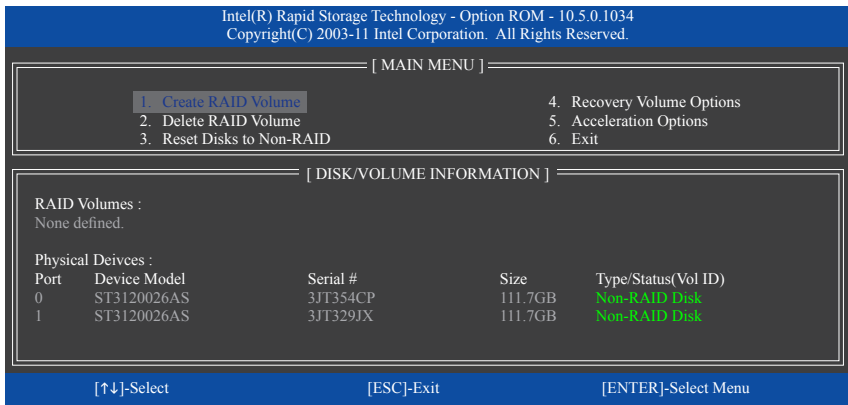 Intel(R) Rapid Storage Technology - Option ROM - 10.5.0.1034
Copyright(C) 2003-11 Intel Corporation. All Rights Reserved.
[ MAIN MENU ]
1. Create RAID Volume 4. Recovery Volume Options
2. Delete RAID Volume 5. Acceleration Options
3. Reset Disks to Non-RAID 6. Exit
[ DISK/VOLUME INFORMATION ]
RAID Volumes :
None defined.
Physical Deivces :
Port Device Model Serial # Size Type/Status(Vol ID)
0 ST3120026AS 3JT354CP 111.7GB Non-RAID Disk
1 ST3120026AS 3JT329JX 111.7GB Non-RAID Disk
[↑↓]-Select [ESC]-Exit [ENTER]-Select Menu